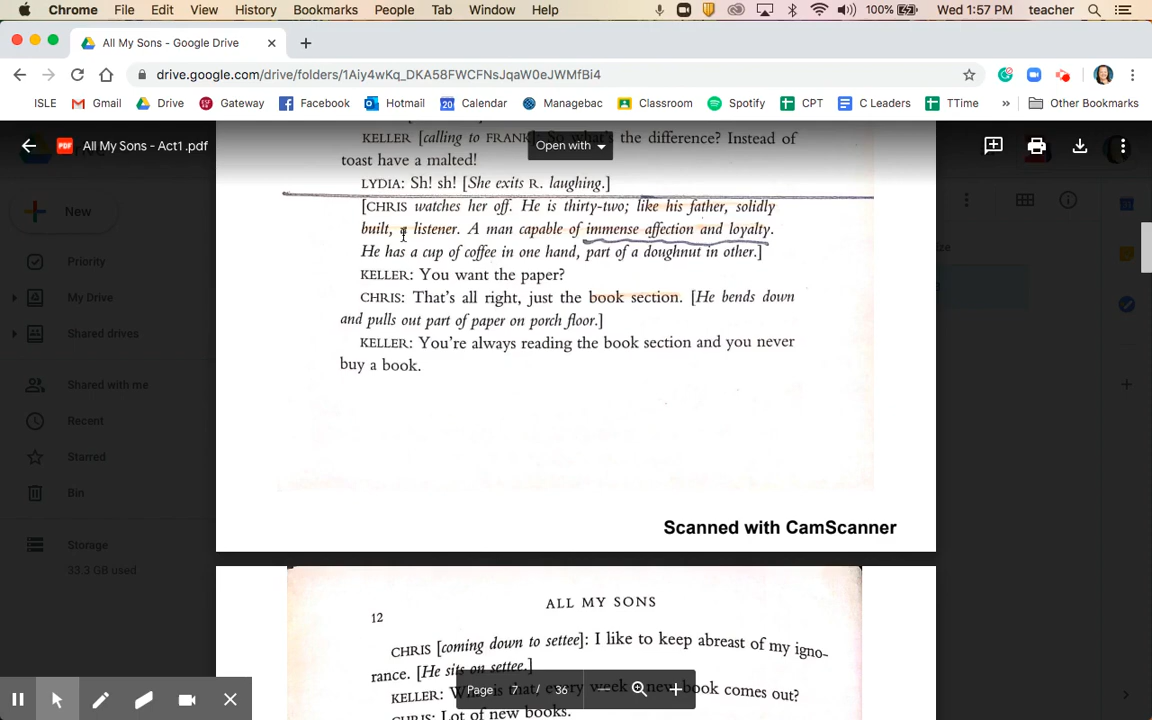 Chrome File Edit View History Bookmarks People Tab Window Help 100% Wed 1:57 PM teacher
All My Sons - Google Drive
drive.google.com/drive/folders/1Aiy4wKq_DKA58FWCFNsJqaW0eJWMfBi4
ISLE Gmail Drive Gateway Facebook Hotmail 20 Calendar Managebac Classroom Spotify CPT C Leaders TTime » Other Bookmarks
PDF All My Sons - Act1.pdf
Open with
New
Priority
My Drive
Shared drives
Shared with me
Recent
Starred
Bin
Storage
33.3 GB used
KELLER [calling to FRANK]: So what's the difference? Instead of
toast have a malted!
LYDIA: Sh! sh! [She exits R. laughing.]
[CHRIS watches her off. He is thirty-two; like his father, solidly
built, a listener. A man capable of immense affection and loyalty.
He has a cup of coffee in one hand, part of a doughnut in other.]
KELLER: You want the paper?
CHRIS: That's all right, just the book section. [He bends down
and pulls out part of paper on porch floor.]
KELLER: You're always reading the book section and you never
buy a book.
Scanned with CamScanner
12
ALL MY SONS
CHRIS [coming down to settee]: I like to keep abreast of my igno-
rance. [He sits on settee.]
KELLER: What is that, every week a new book comes out?
CHRIS: Lot of new books.
Page 7 / 36